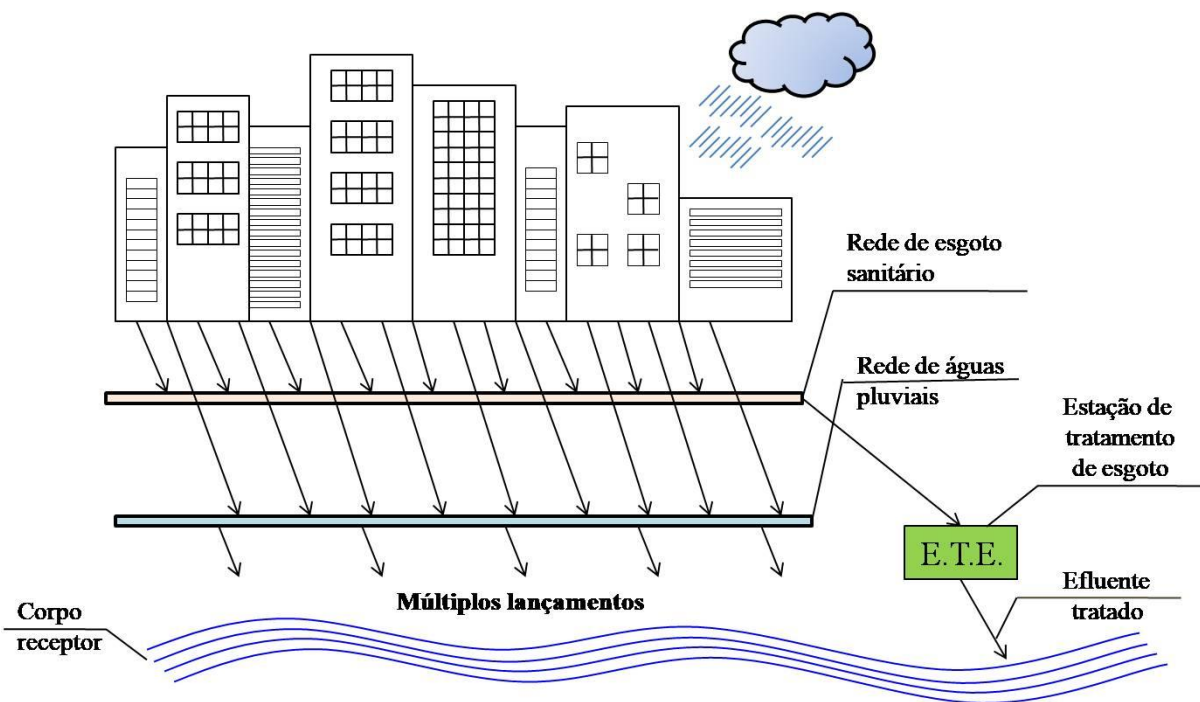 Rede de esgoto
sanitário
Rede de águas
pluviais
Estação de
tratamento
de esgoto
E.T.E.
Efluente
tratado
Múltiplos lançamentos
Corpo
receptor